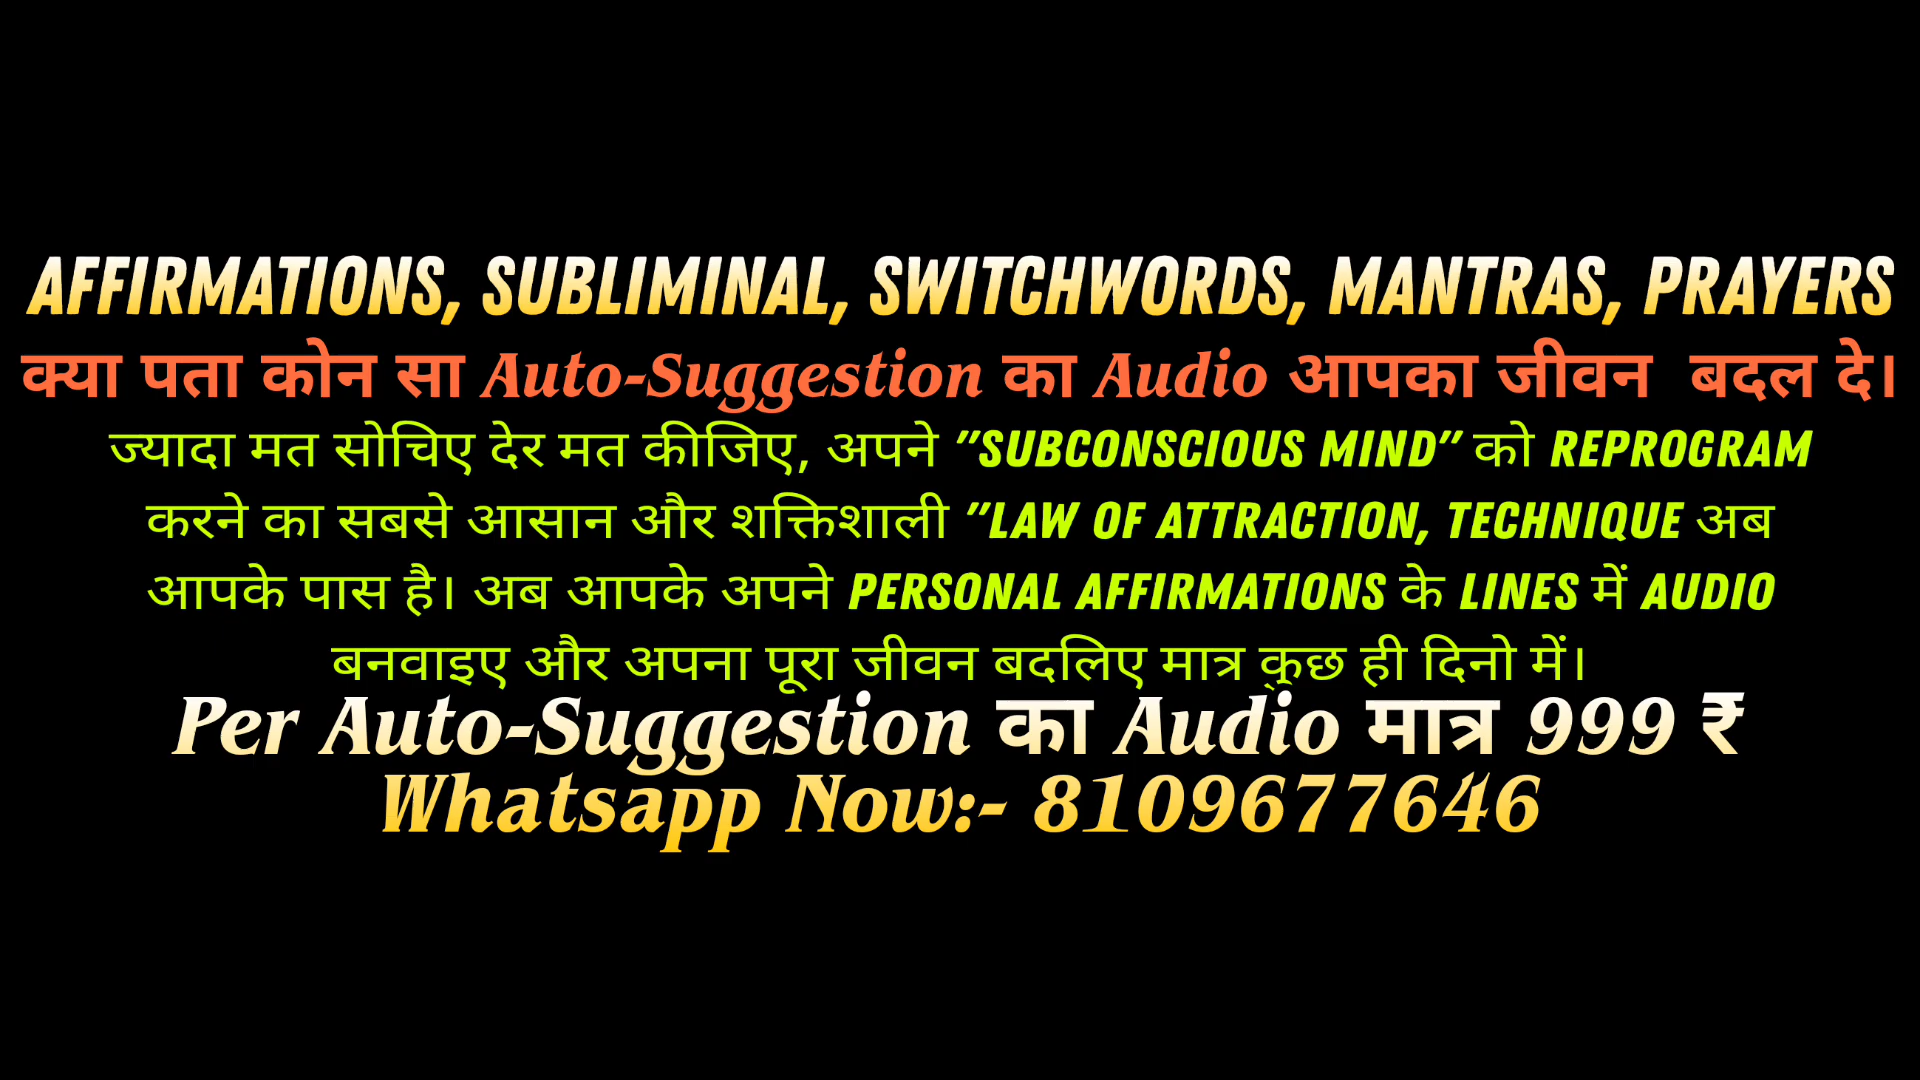 AFFIRMATIONS, SUBLIMINAL, SWITCHWORDS, MANTRAS, PRAYERS
क्या पता कोन सा Auto-Suggestion का Audio आपका जीवन  बदल दे।
ज्यादा मत सोचिए देर मत कीजिए, अपने "SUBCONSCIOUS MIND" को REPROGRAM
करने का सबसे आसान और शक्तिशाली "LAW OF ATTRACTION, TECHNIQUE अब
आपके पास है। अब आपके अपने PERSONAL AFFIRMATIONS के LINES में AUDIO
बनवाइए और अपना पूरा जीवन बदलिए मात्र कुछ ही दिनो में।
Per Auto-Suggestion का Audio मात्र 999 ₹
Whatsapp Now:- 8109677646